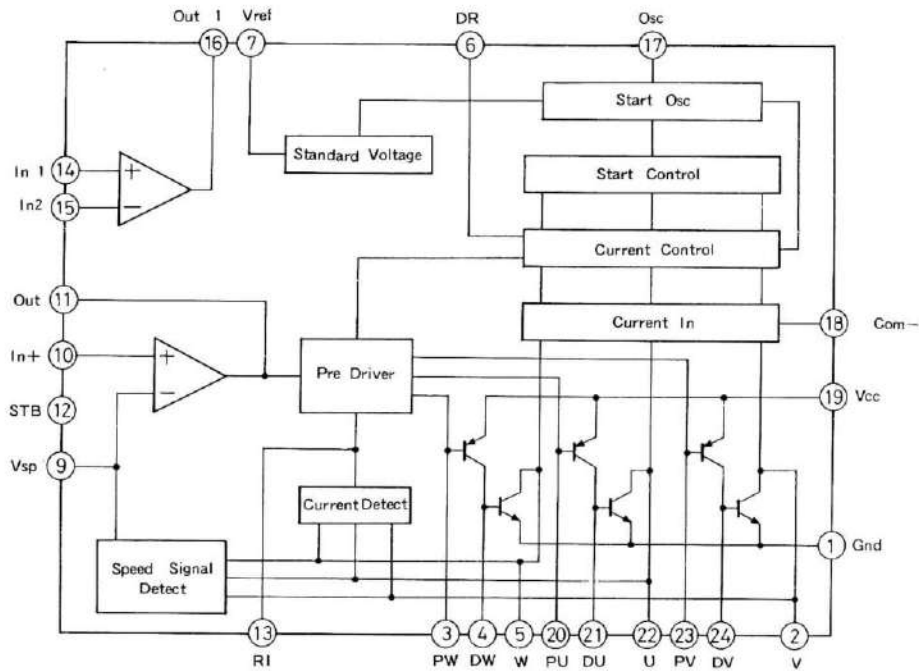 Out 1 Vref DR Osc
16 7 6 17
Start Osc
Standard Voltage
In 1 14 + Start Control
In2 15 −
Current Control
Out 11
Current In 18 Com−
In+ 10 +
Pre Driver
− 19 Vcc
STB 12
Vsp 9
Current Detect
1 Gnd
Speed Signal
Detect
13 3 4 5 20 21 22 23 24 2
RI PW DW W PU DU U PV DV V